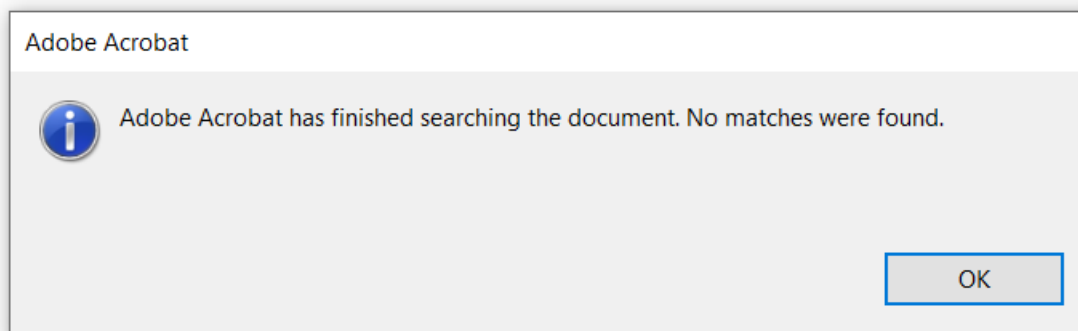 Adobe Acrobat
Adobe Acrobat has finished searching the document. No matches were found.
OK